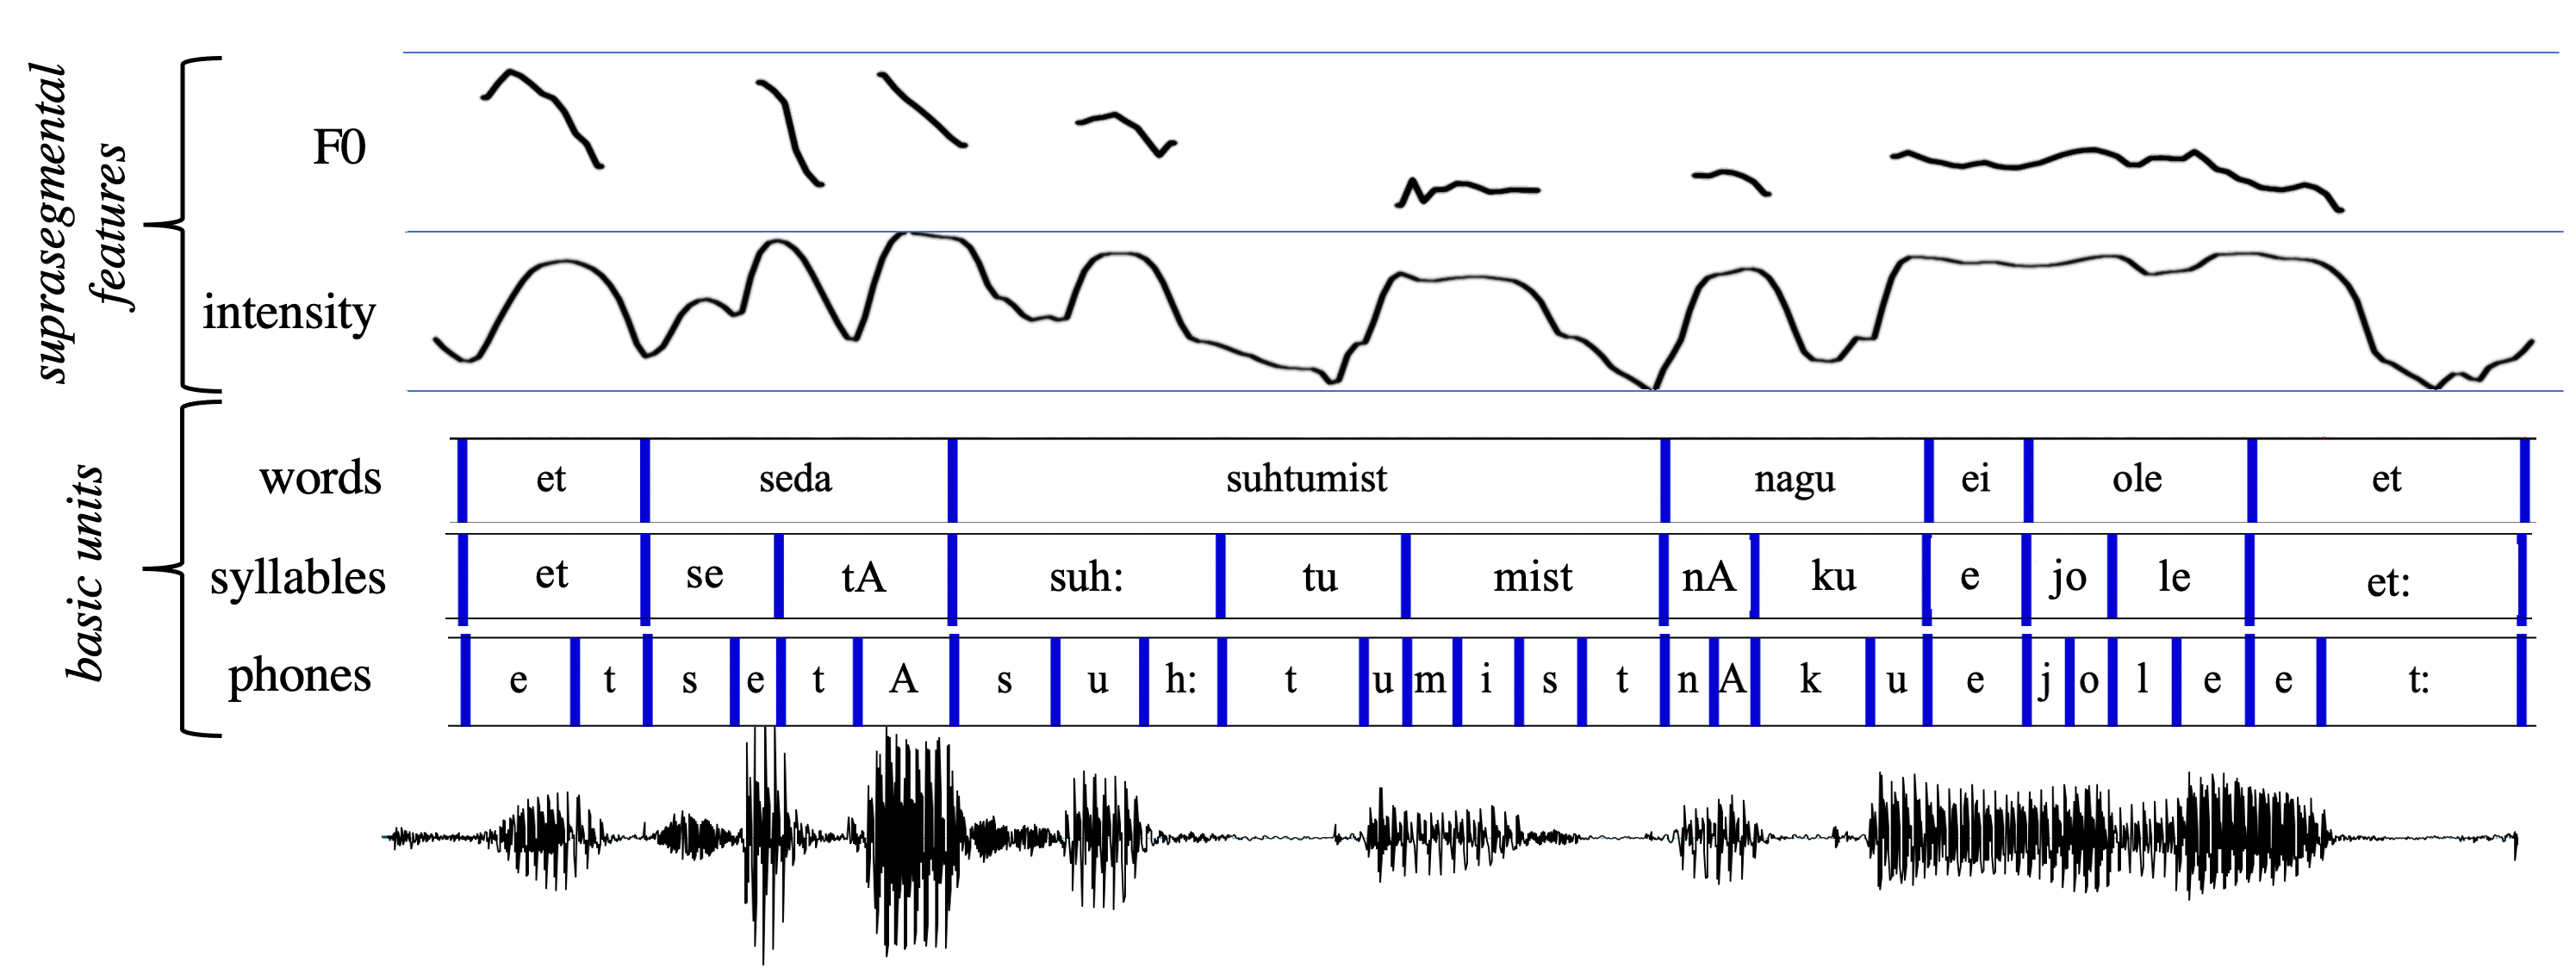 suprasegmental
features
F0
intensity
basic units
words et seda suhtumist nagu ei ole et
syllables et se tA suh: tu mist nA ku e jo le et:
phones e t s e t A s u h: t u m i s t n A k u e j o l e e t: